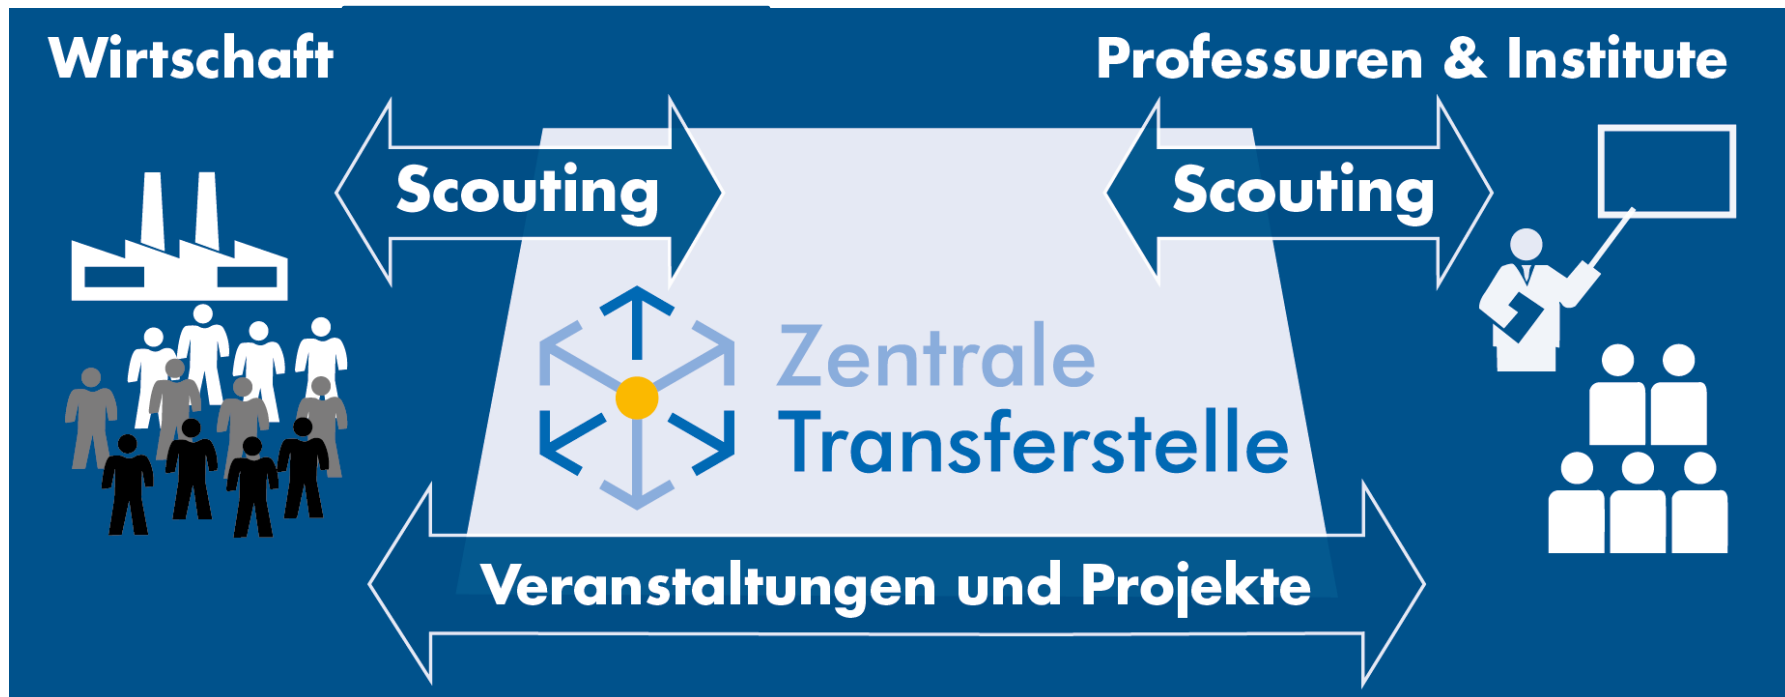 Wirtschaft
Professuren & Institute
Scouting
Scouting
Zentrale
Transferstelle
Veranstaltungen und Projekte